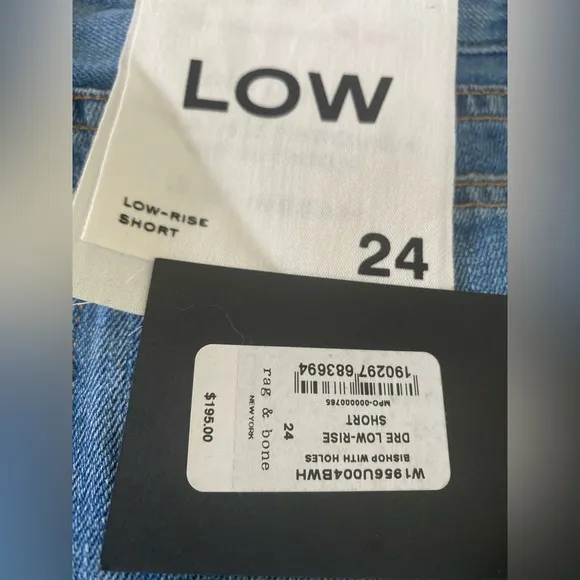 LOW
LOW-RISE
SHORT
24
W1956U004BWH
BISHOP WITH HOLES
DRE LOW-RISE
SHORT
MPO-000000765
190297 683694
rag & bone
NEW YORK
24
$195.00